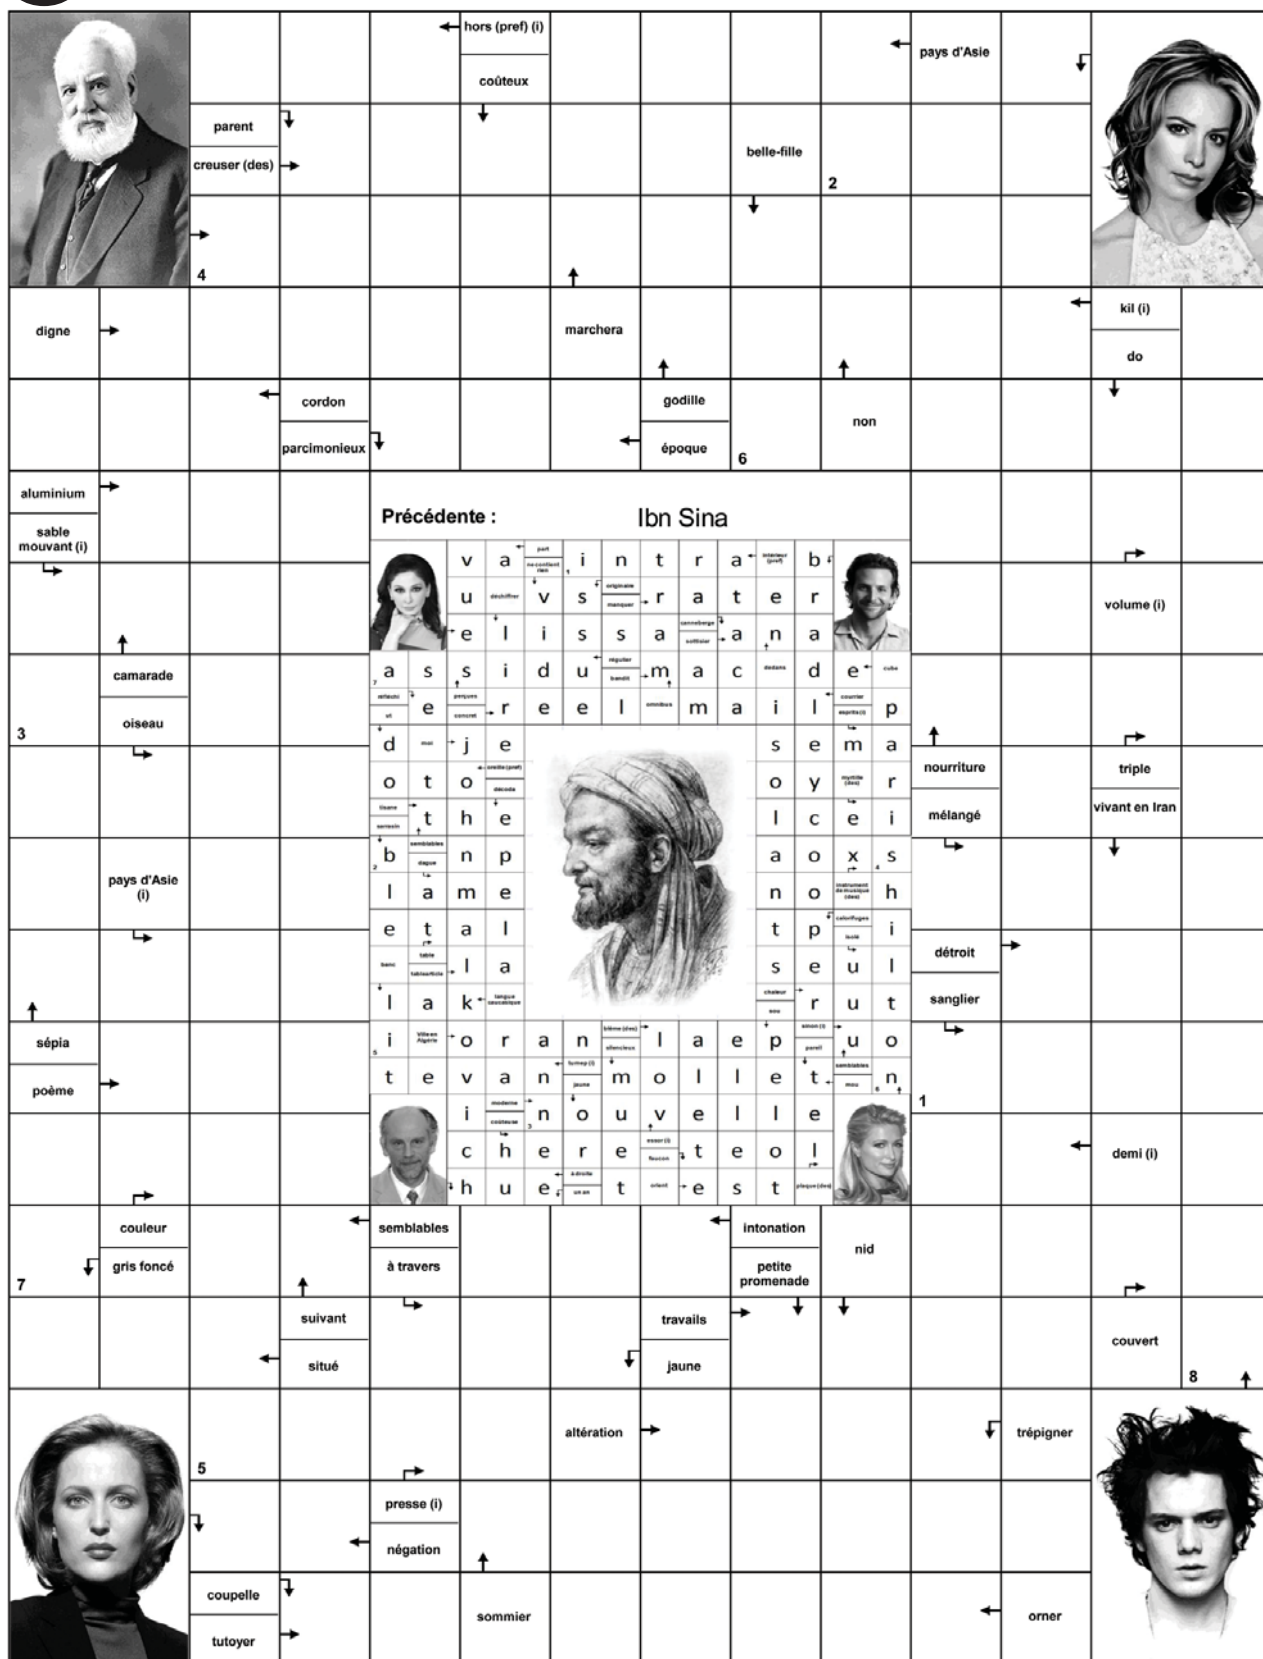 hors (pref) (i)
coûteux
pays d'Asie
parent
creuser (des)
belle-fille
2
4
digne
marchera
kil (i)
do
cordon
parcimonieux
godille
époque
6
non
aluminium
sable
mouvant (i)
Précédente :
Ibn Sina
v a i n t r a b
u v s r a t e r
e l i s s a a n a
a s s i d u m a c d e
e r e e l m a i l p
d j e s e m a
o t o o y r
t h e l c e i
b n p a o x s
l a m e n o h
e t a l t p i
l a s e u l
l a k r u t
i o r a n l a e p u o
t e v a n m o l l e t n
i n o u v e l l e
c h e r e t e o l
h u e t e s t
volume (i)
camarade
oiseau
3
nourriture
mélangé
triple
vivant en Iran
pays d'Asie
(i)
détroit
sanglier
sépia
poème
1
demi (i)
couleur
gris foncé
7
semblables
à travers
intonation
petite
promenade
nid
suivant
situé
travails
jaune
couvert
8
5
altération
trépigner
presse (i)
négation
coupelle
tutoyer
sommier
orner